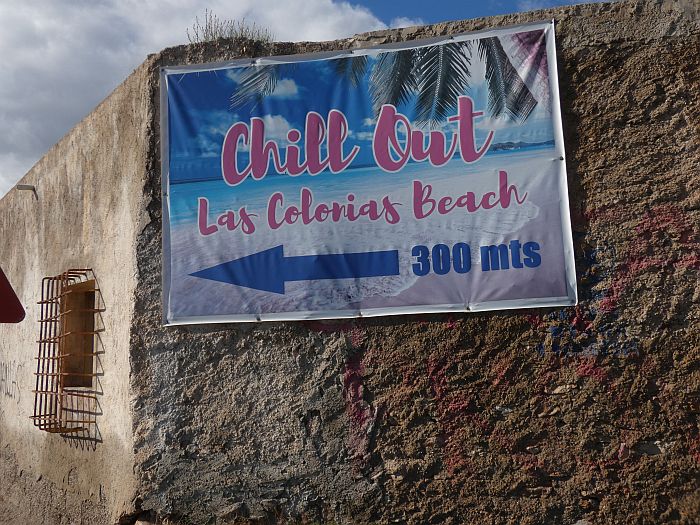 Chill Out
Las Colonias Beach
300 mts